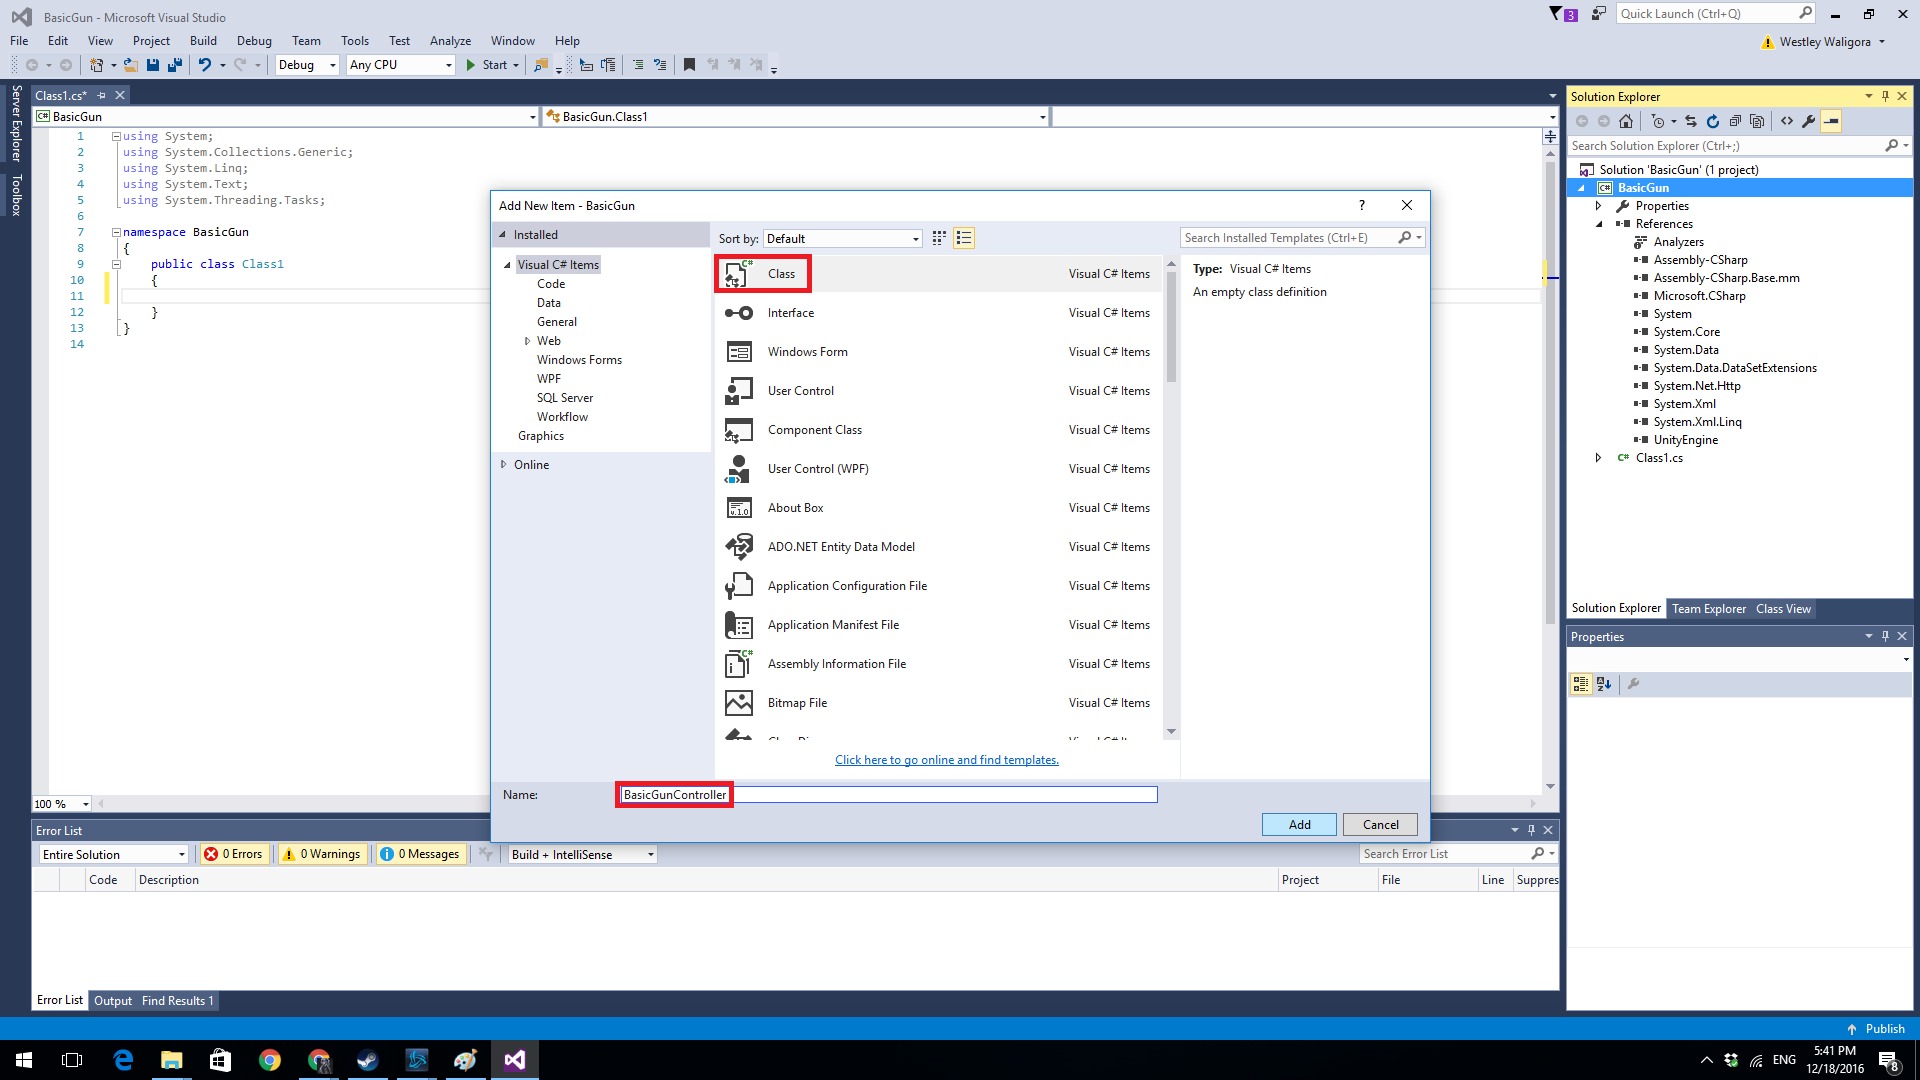 BasicGun - Microsoft Visual Studio
3
Quick Launch (Ctrl+Q)
File Edit View Project Build Debug Team Tools Test Analyze Window Help
Westley Waligora
Debug Any CPU Start
Server Explorer
Toolbox
Class1.cs*
BasicGun
BasicGun.Class1
1 using System;
2 using System.Collections.Generic;
3 using System.Linq;
4 using System.Text;
5 using System.Threading.Tasks;
6
7 namespace BasicGun
8 {
9 public class Class1
10 {
11
12 }
13 }
14
100 %
Add New Item - BasicGun
?
Installed
Visual C# Items
Code
Data
General
Web
Windows Forms
WPF
SQL Server
Workflow
Graphics
Online
Sort by: Default
Search Installed Templates (Ctrl+E)
Class Visual C# Items
Interface Visual C# Items
Windows Form Visual C# Items
User Control Visual C# Items
Component Class Visual C# Items
User Control (WPF) Visual C# Items
About Box Visual C# Items
ADO.NET Entity Data Model Visual C# Items
Application Configuration File Visual C# Items
Application Manifest File Visual C# Items
Assembly Information File Visual C# Items
Bitmap File Visual C# Items
Type: Visual C# Items
An empty class definition
Click here to go online and find templates.
Name: BasicGunController
Add Cancel
Solution Explorer
Search Solution Explorer (Ctrl+;)
Solution 'BasicGun' (1 project)
C# BasicGun
Properties
References
Analyzers
Assembly-CSharp
Assembly-CSharp.Base.mm
Microsoft.CSharp
System
System.Core
System.Data
System.Data.DataSetExtensions
System.Net.Http
System.Xml
System.Xml.Linq
UnityEngine
C# Class1.cs
Solution Explorer Team Explorer Class View
Properties
Error List
Entire Solution 0 Errors 0 Warnings 0 Messages Build + IntelliSense
Search Error List
Code Description Project File Line Suppres
Error List Output Find Results 1
Publish
ENG
5:41 PM
12/18/2016
8